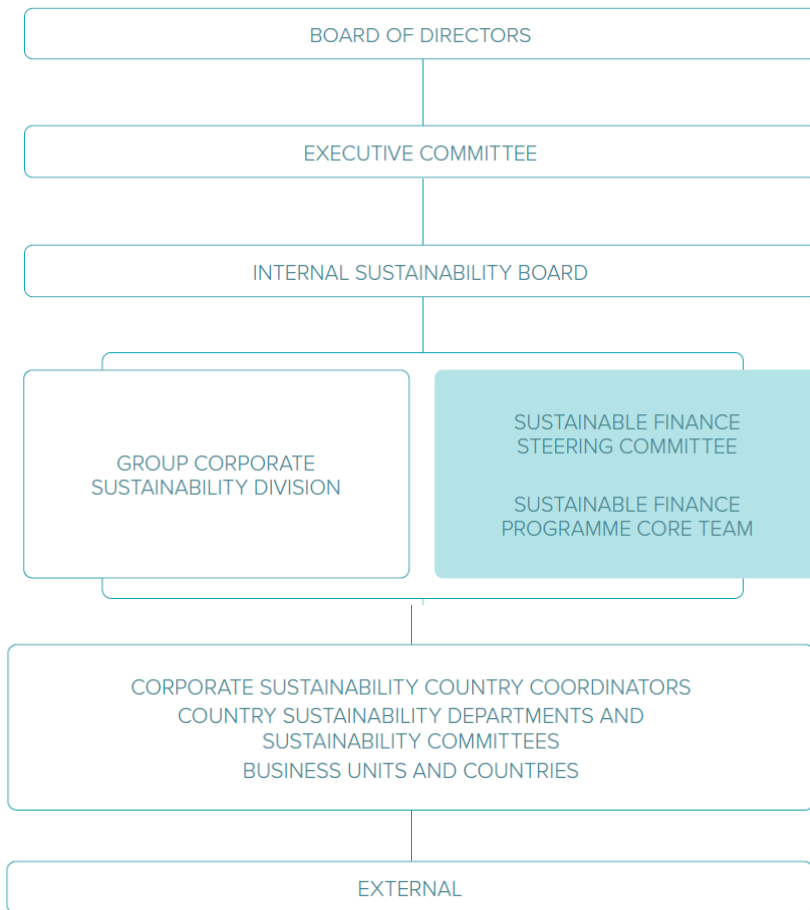 BOARD OF DIRECTORS
EXECUTIVE COMMITTEE
INTERNAL SUSTAINABILITY BOARD
GROUP CORPORATE
SUSTAINABILITY DIVISION
SUSTAINABLE FINANCE
STEERING COMMITTEE
SUSTAINABLE FINANCE
PROGRAMME CORE TEAM
CORPORATE SUSTAINABILITY COUNTRY COORDINATORS
COUNTRY SUSTAINABILITY DEPARTMENTS AND
SUSTAINABILITY COMMITTEES
BUSINESS UNITS AND COUNTRIES
EXTERNAL